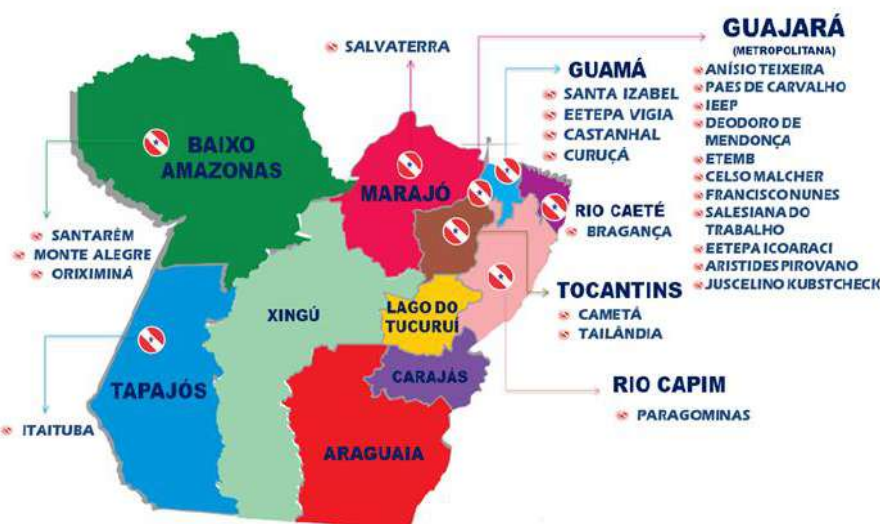 SALVATERRA
GUAJARÁ
(METROPOLITANA)
ANÍSIO TEIXEIRA
PAES DE CARVALHO
IEEP
DEODORO DE
MENDONÇA
ETEMB
CELSO MALCHER
FRANCISCO NUNES
SALESIANA DO
TRABALHO
EETEPA ICOARACI
ARISTIDES PIROVANO
JUSCELINO KUBSTCHECK
GUAMÁ
SANTA IZABEL
EETEPA VIGIA
CASTANHAL
CURUÇÁ
BAIXO
AMAZONAS
MARAJÓ
RIO CAETÉ
BRAGANÇA
SANTARÉM
MONTE ALEGRE
ORIXIMINÁ
TOCANTINS
CAMETÁ
TAILÂNDIA
XINGÚ
LAGO DO
TUCURUÍ
TAPAJÓS
CARAJÁS
RIO CAPIM
PARAGOMINAS
ITAITUBA
ARAGUAIA